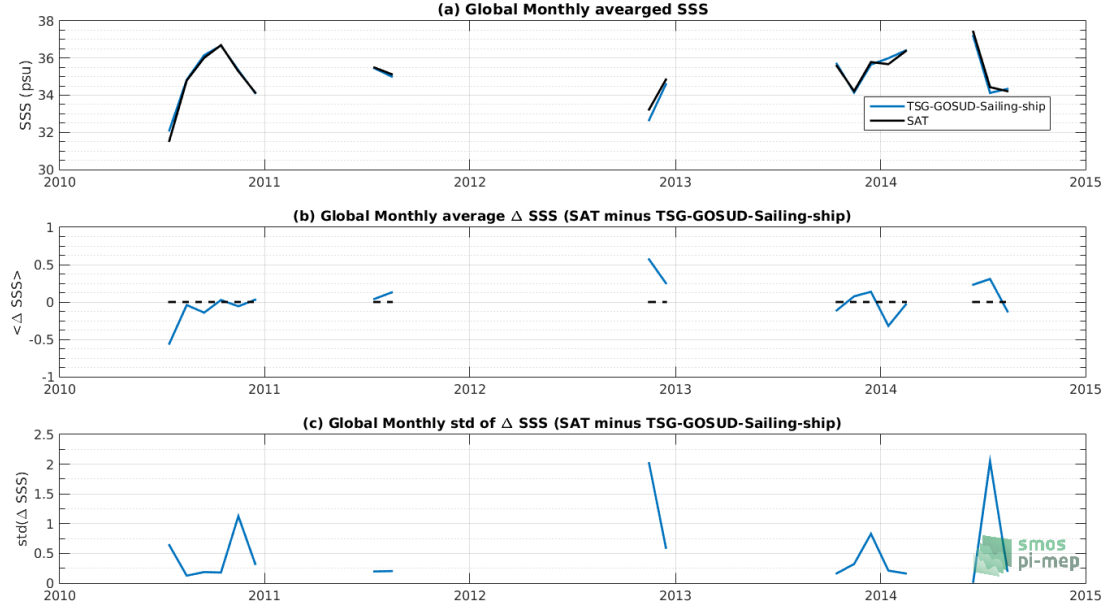 (a) Global Monthly avearged SSS
38
36
34
32
30
SSS (psu)
TSG-GOSUD-Sailing-ship
SAT
2010 2011 2012 2013 2014 2015
(b) Global Monthly average Δ SSS (SAT minus TSG-GOSUD-Sailing-ship)
1
0.5
0
-0.5
-1
<Δ SSS>
2010 2011 2012 2013 2014 2015
(c) Global Monthly std of Δ SSS (SAT minus TSG-GOSUD-Sailing-ship)
2.5
2
1.5
1
0.5
0
std(Δ SSS)
smos
pi-mep
2010 2011 2012 2013 2014 2015